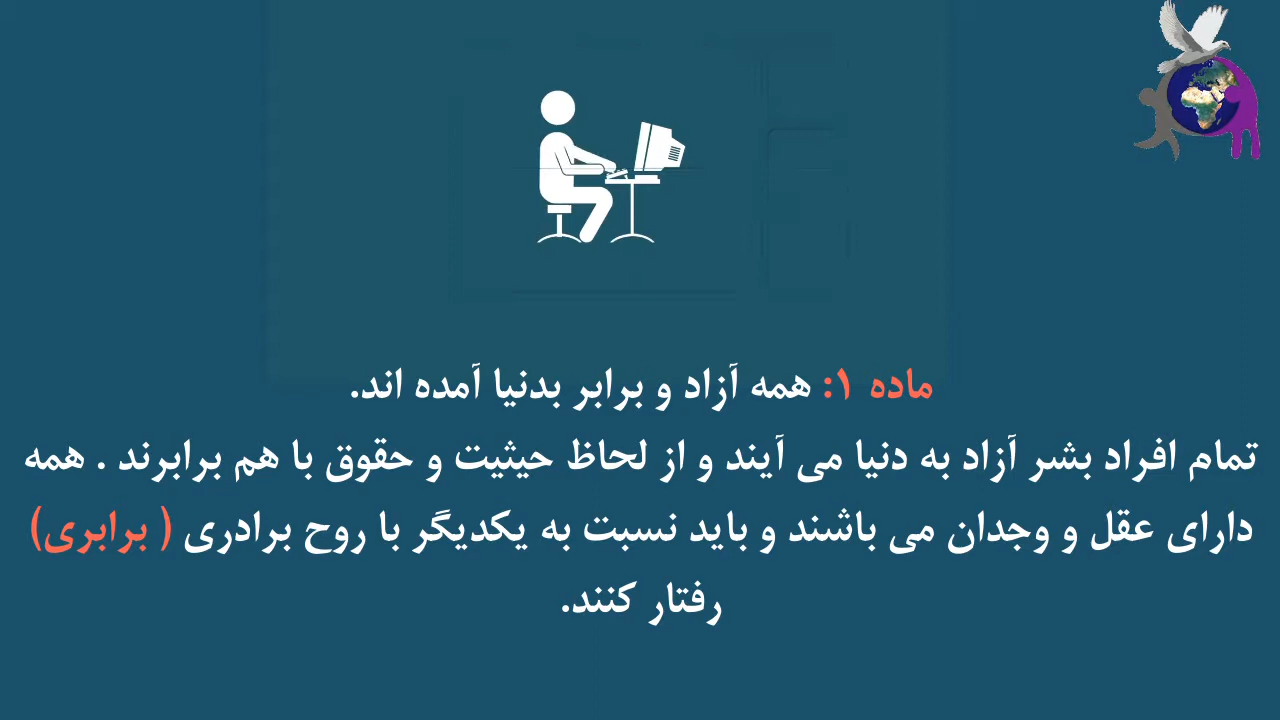 ماده ۱: همه آزاد و برابر بدنیا آمده اند.
تمام افراد بشر آزاد به دنیا می آیند و از لحاظ حیثیت و حقوق با هم برابرند . همه
دارای عقل و وجدان می باشند و باید نسبت به یکدیگر با روح برادری ( برابری)
رفتار کنند.